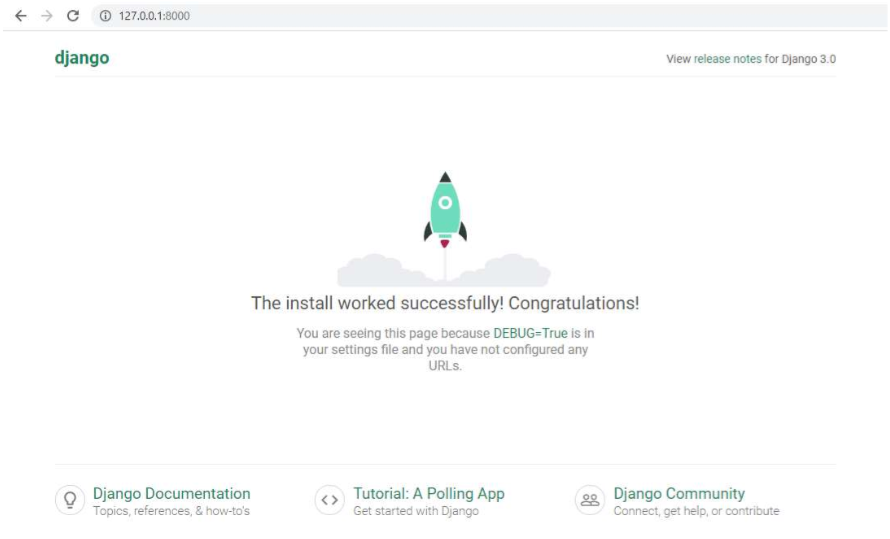 127.0.0.1:8000
django
View release notes for Django 3.0
The install worked successfully! Congratulations!
You are seeing this page because DEBUG=True is in
your settings file and you have not configured any
URLs.
Django Documentation
Topics, references, & how-to's
Tutorial: A Polling App
Get started with Django
Django Community
Connect, get help, or contribute